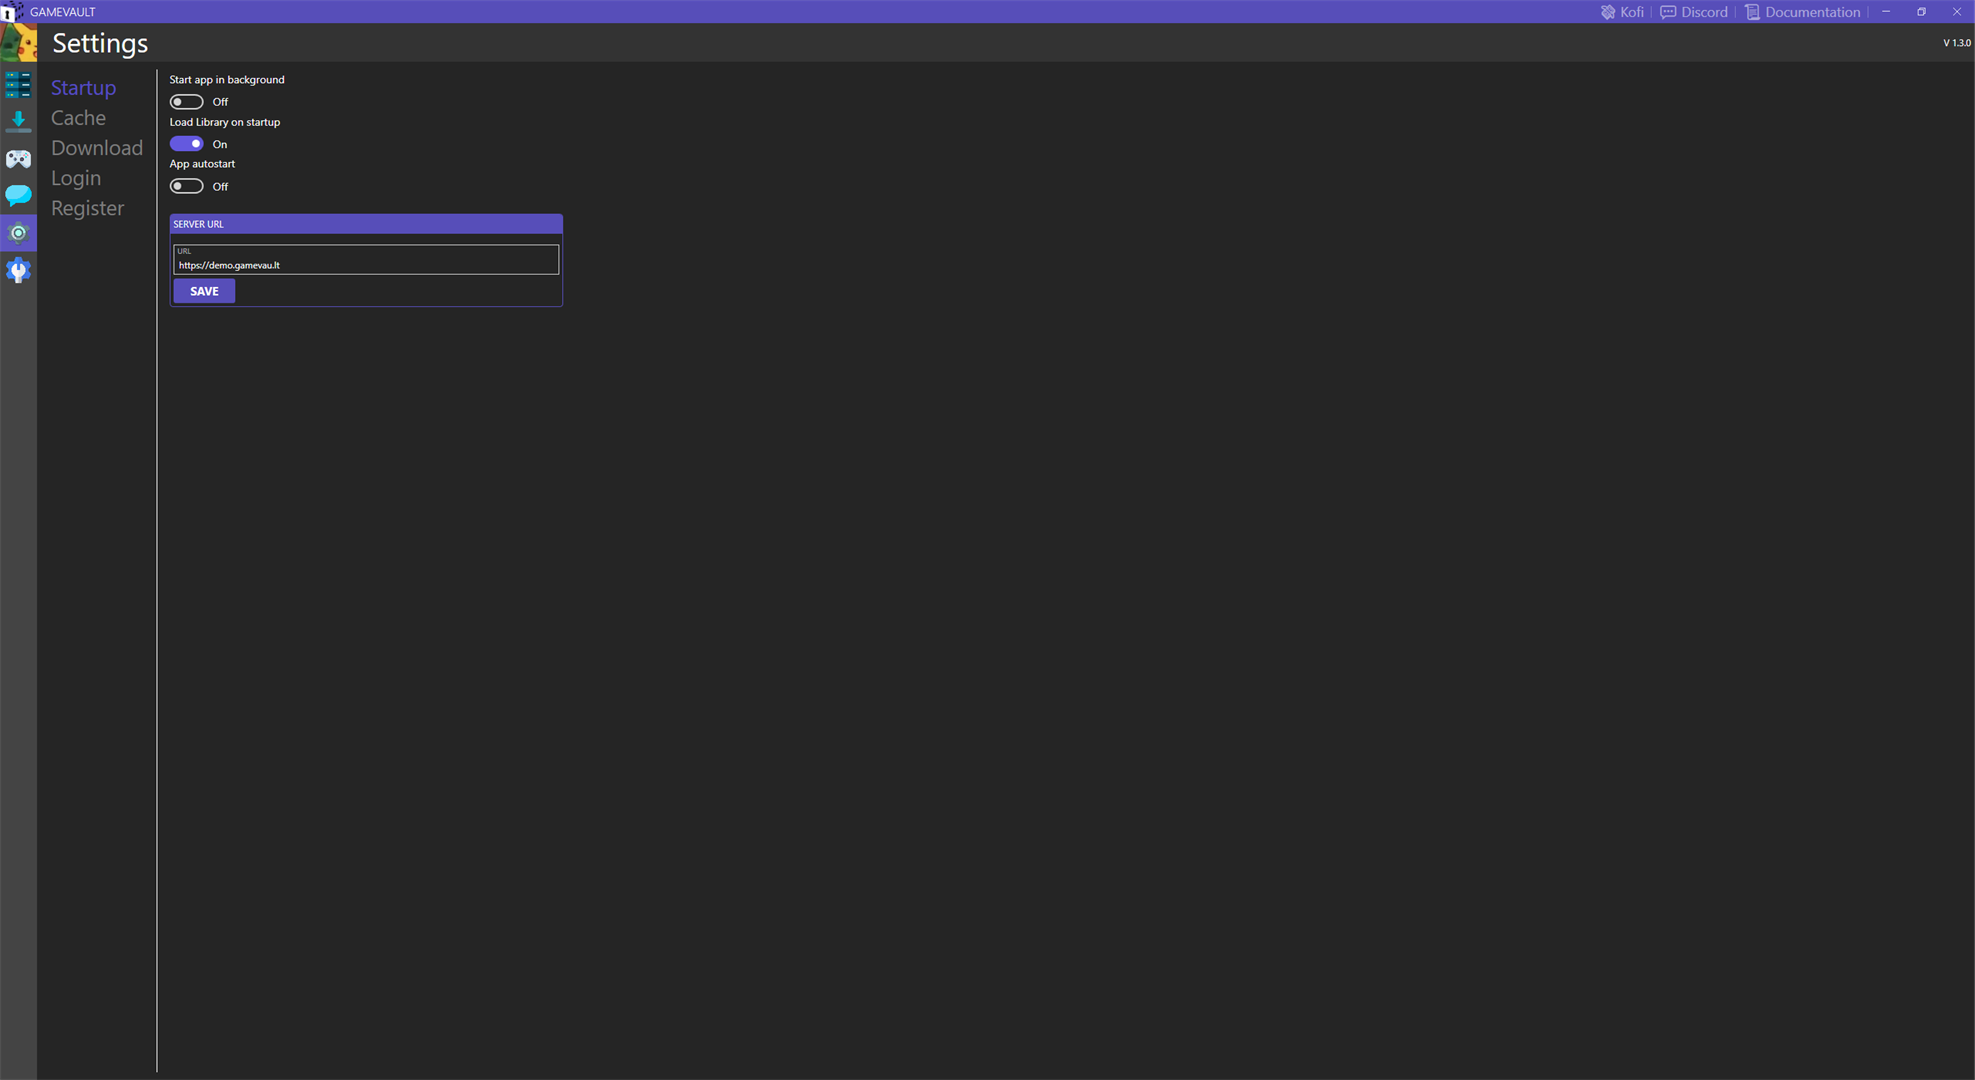 GAMEVAULT
Kofi
Discord
Documentation
Settings
V 1.3.0
Startup
Cache
Download
Login
Register
Start app in background
Off
Load Library on startup
On
App autostart
Off
SERVER URL
URL
https://demo.gamevau.lt
SAVE